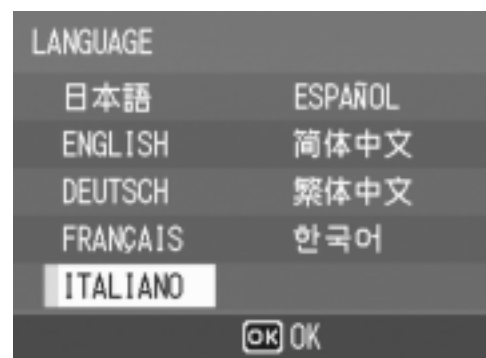 LANGUAGE
日本語 ESPAÑOL
ENGLISH 简体中文
DEUTSCH 繁体中文
FRANÇAIS 한국어
ITALIANO
OK OK